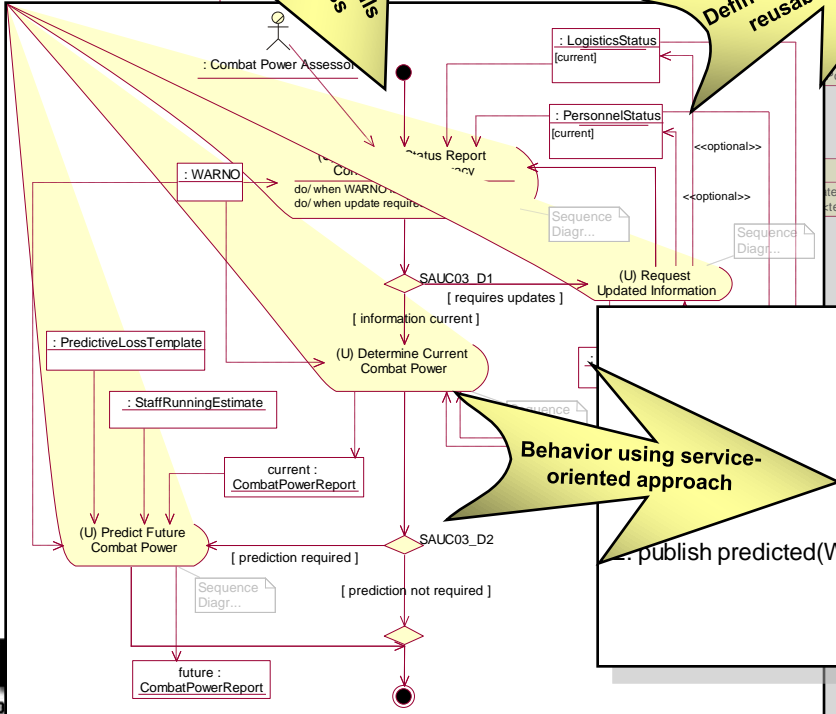 reusab
: LogisticsStatus
[current]
: Combat Power Assessor
: PersonnelStatus
[current]
<<optional>>
Status Report
: WARNO
do/ when WARNO
do/ when update require
<<optional>>
Sequence
Diagr...
Sequence
Diagr...
SAUC03_D1
(U) Request
Updated Information
[ requires updates ]
[ information current ]
: PredictiveLossTemplate
(U) Determine Current
Combat Power
: StaffRunningEstimate
Behavior using service-
oriented approach
current :
CombatPowerReport
(U) Predict Future
Combat Power
SAUC03_D2
[ prediction required ]
publish predicted(W
Sequence
Diagr...
[ prediction not required ]
future :
CombatPowerReport